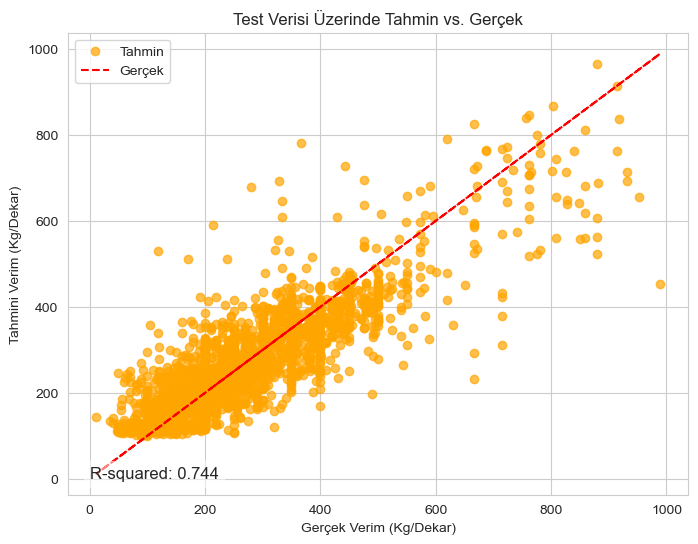 Test Verisi Üzerinde Tahmin vs. Gerçek
Tahmin
Gerçek
Tahmini Verim (Kg/Dekar)
1000
800
600
400
200
0
R-squared: 0.744
0 200 400 600 800 1000
Gerçek Verim (Kg/Dekar)